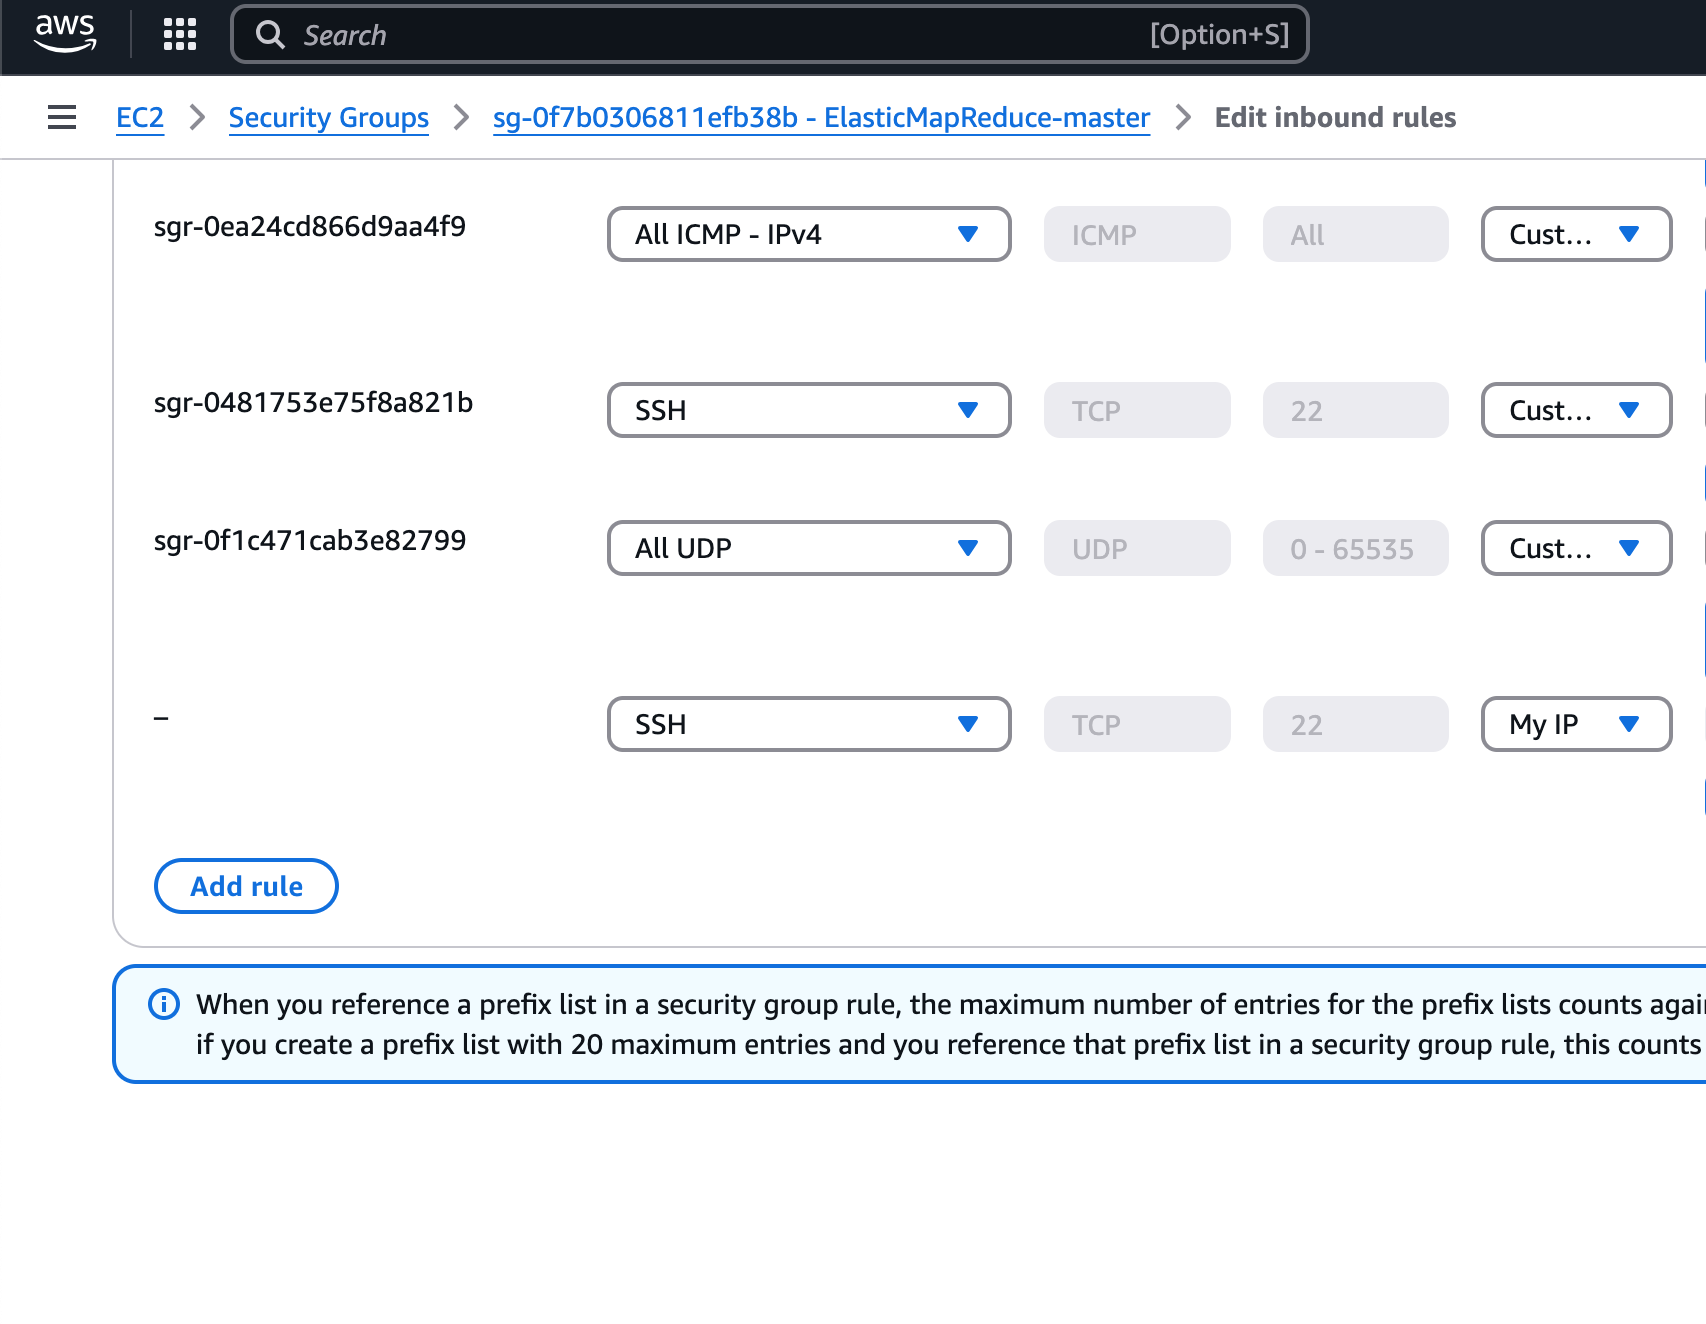 aws
Search [Option+S]
EC2 Security Groups sg-0f7b0306811efb38b - ElasticMapReduce-master Edit inbound rules
sgr-0ea24cd866d9aa4f9 All ICMP - IPv4 ICMP All Cust...
sgr-0481753e75f8a821b SSH TCP 22 Cust...
sgr-0f1c471cab3e82799 All UDP UDP 0 - 65535 Cust...
– SSH TCP 22 My IP
Add rule
When you reference a prefix list in a security group rule, the maximum number of entries for the prefix lists counts agai
if you create a prefix list with 20 maximum entries and you reference that prefix list in a security group rule, this counts